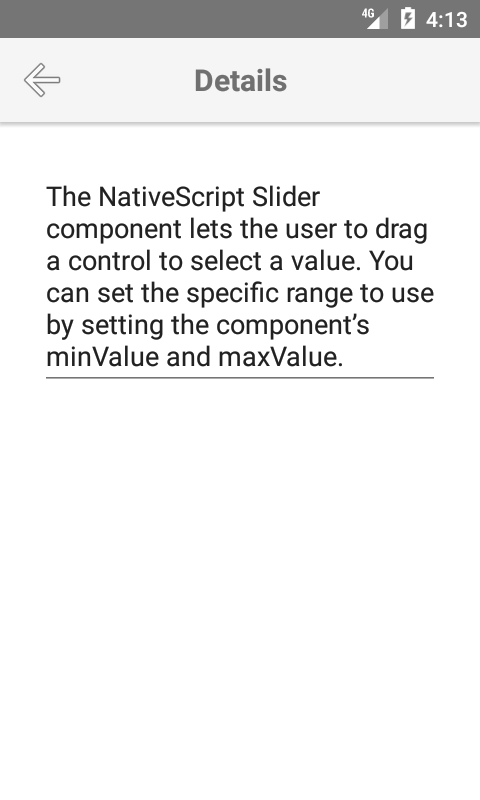 4G 4:13
Details
The NativeScript Slider
component lets the user to drag
a control to select a value. You
can set the specific range to use
by setting the component’s
minValue and maxValue.